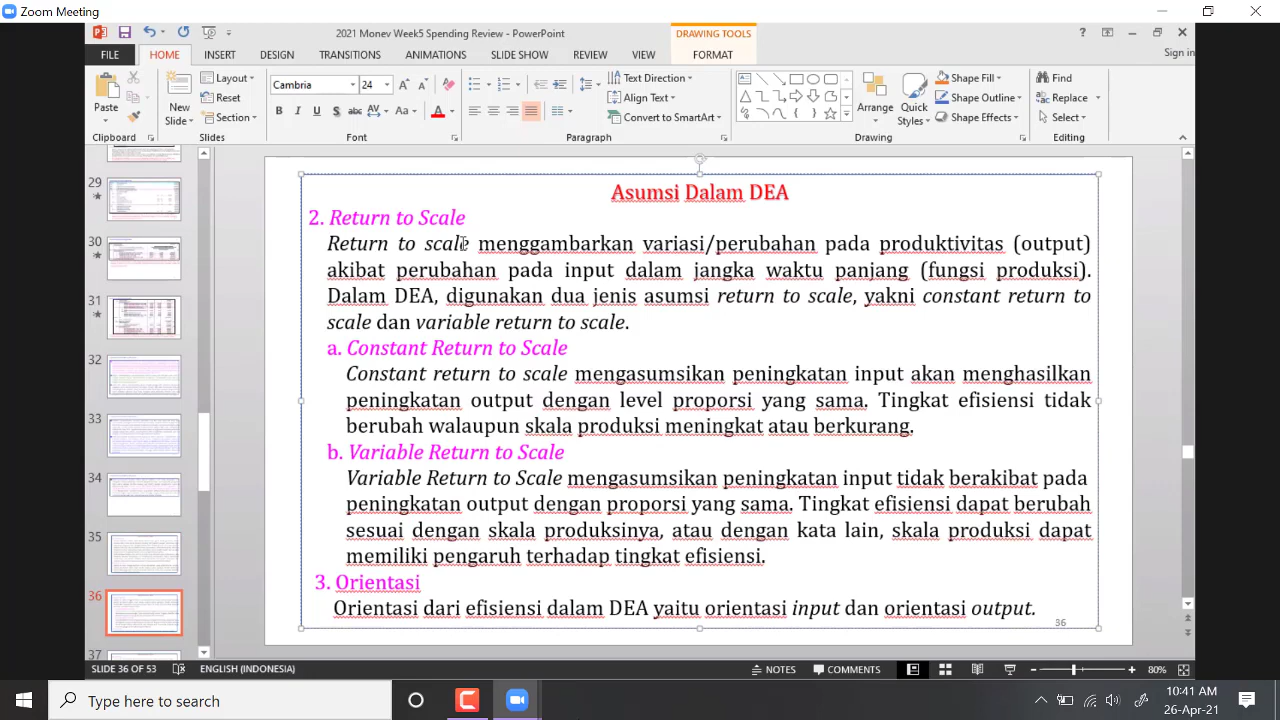 Zoom Meeting
2021 Monev Week5 Spending Review - PowerPoint
DRAWING TOOLS
Sign in
FILE HOME INSERT DESIGN TRANSITIONS ANIMATIONS SLIDE SHOW REVIEW VIEW FORMAT
Paste
New Slide
Layout
Reset
Section
Cambria 24
B I U S abc AV Aa A
Text Direction
Align Text
Convert to SmartArt
Arrange
Quick Styles
Shape Fill
Shape Outline
Shape Effects
Find
Replace
Select
Clipboard Slides Font Paragraph Drawing Editing
29
30
31
32
33
34
35
36
37
Asumsi Dalam DEA
2. Return to Scale
Return to scale menggambarkan variasi/perubahan pada produktivitas (output)
akibat perubahan pada input dalam jangka waktu panjang (fungsi produksi).
Dalam DEA, digunakan dua jenis asumsi return to scale, yakni constant return to
scale dan variable return to scale.
a. Constant Return to Scale
Constant return to scale mengasumsikan peningkatan input akan menghasilkan
peningkatan output dengan level proporsi yang sama. Tingkat efisiensi tidak
berubah walaupun skala produksi meningkat atau berkurang.
b. Variable Return to Scale
Variable Return to Scale mengasumsikan peningkatan input tidak berakibat pada
peningkatan output dengan proporsi yang sama. Tingkat efisiensi dapat berubah
sesuai dengan skala produksinya, atau dengan kata lain, skala produksi dapat
memiliki pengaruh terhadap tingkat efisiensi.
3. Orientasi
Orientasi dari efisiensi dalam DEA yaitu orientasi input dan orientasi output.
36
SLIDE 36 OF 53 ENGLISH (INDONESIA) NOTES COMMENTS 80%
Type here to search
10:41 AM
26-Apr-21